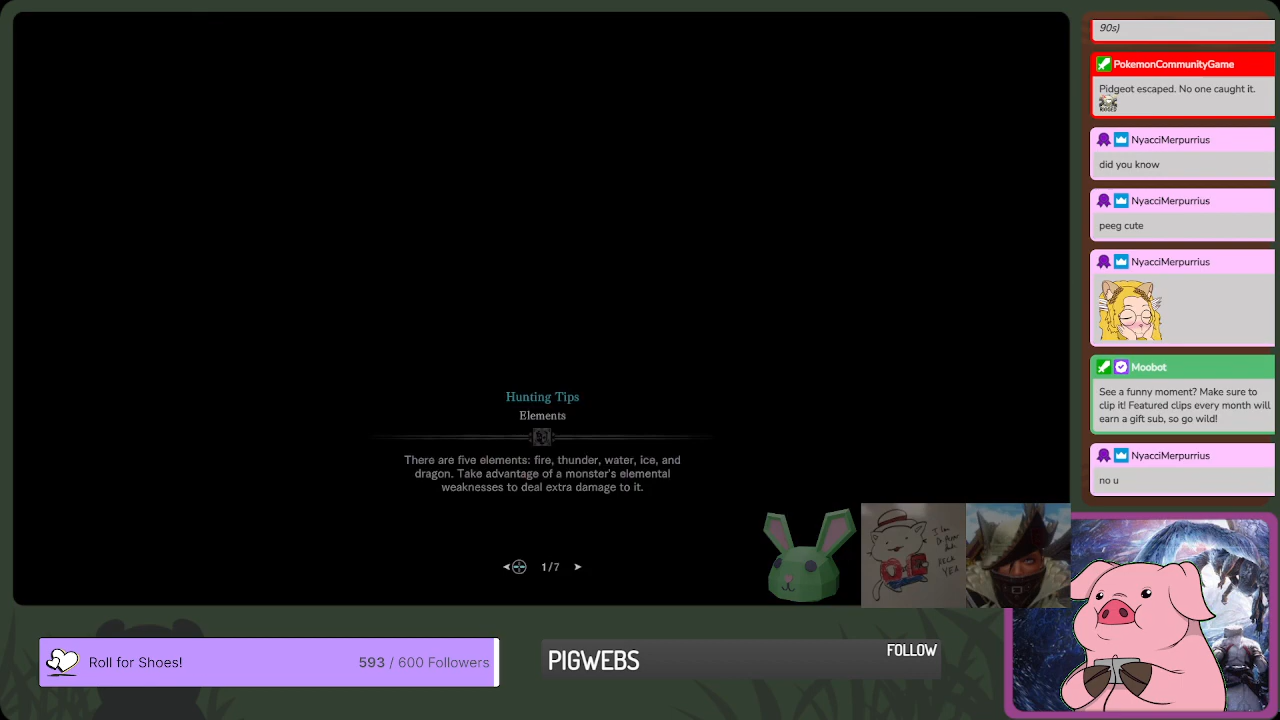 Hunting Tips
Elements
There are five elements: fire, thunder, water, ice, and
dragon. Take advantage of a monster's elemental
weaknesses to deal extra damage to it.
1/7
90s)
PokemonCommunityGame
Pidgeot escaped. No one caught it.
NyacciMerpurrius
did you know
NyacciMerpurrius
peeg cute
NyacciMerpurrius
Moobot
See a funny moment? Make sure to
clip it! Featured clips every month will
earn a gift sub, so go wild!
NyacciMerpurrius
no u
Roll for Shoes!
593 / 600 Followers
PIGWEBS
FOLLOW